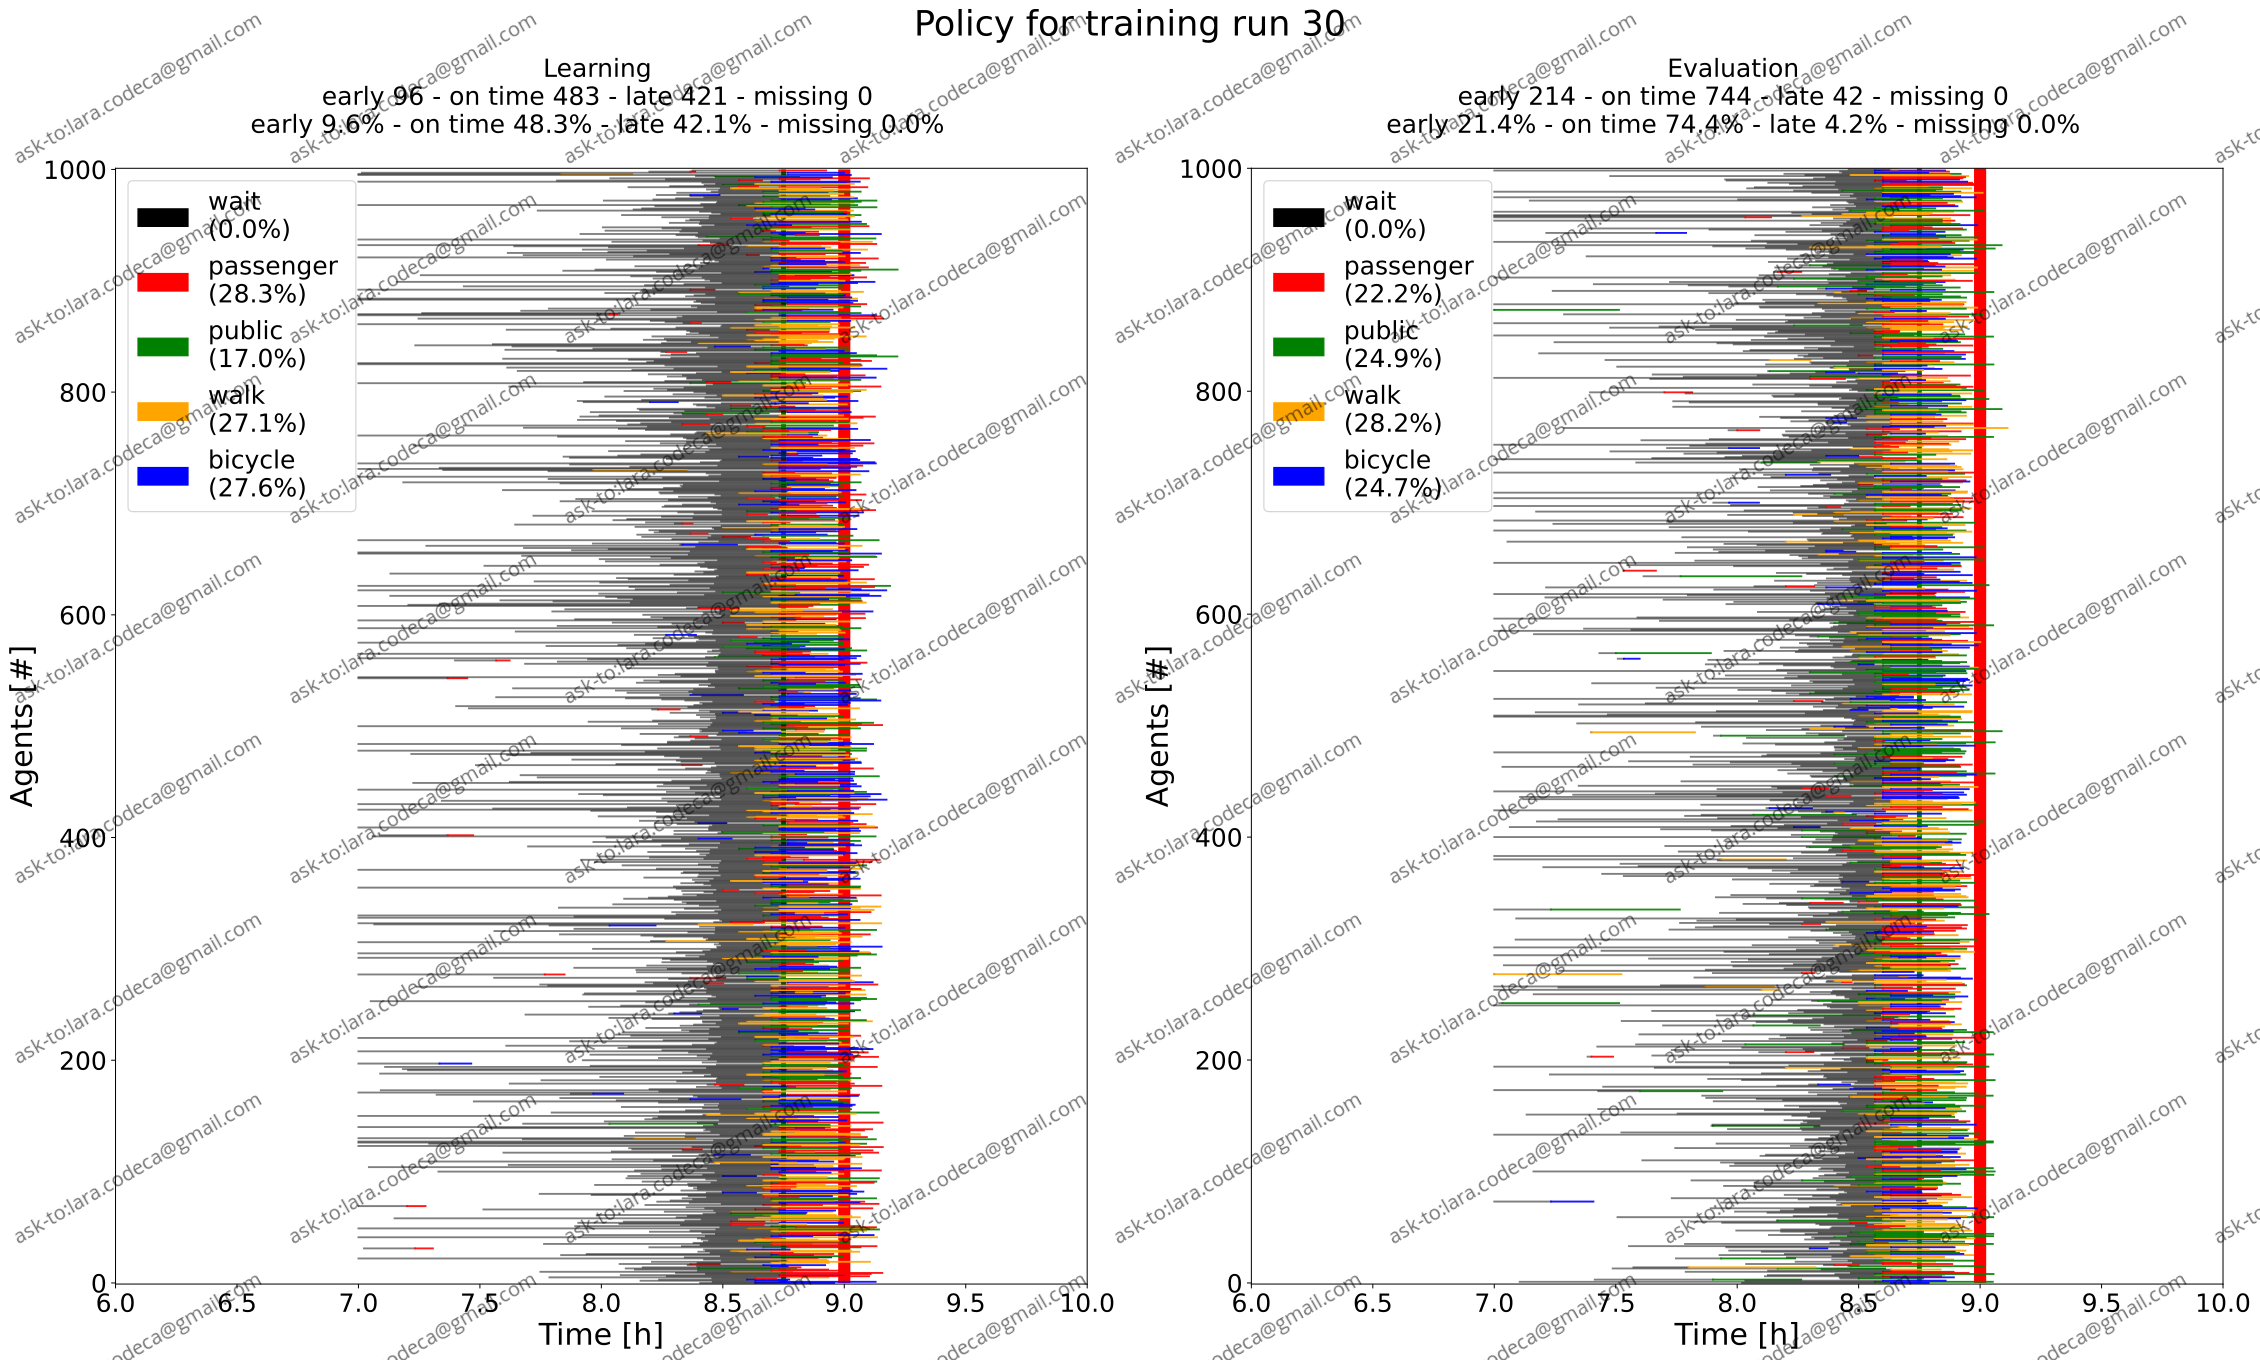 Policy for training run 30
Learning
early 96 - on time 483 - late 421 - missing 0
early 9.6% - on time 48.3% - late 42.1% - missing 0.0%
Agents [#]
1000
800
600
400
200
0
wait
(0.0%)
passenger
(28.3%)
public
(17.0%)
walk
(27.1%)
bicycle
(27.6%)
6.0 6.5 7.0 7.5 8.0 8.5 9.0 9.5 10.0
Time [h]
Evaluation
early 214 - on time 744 - late 42 - missing 0
early 21.4% - on time 74.4% - late 4.2% - missing 0.0%
Agents [#]
1000
800
600
400
200
0
wait
(0.0%)
passenger
(22.2%)
public
(24.9%)
walk
(28.2%)
bicycle
(24.7%)
6.0 6.5 7.0 7.5 8.0 8.5 9.0 9.5 10.0
Time [h]
ask-to:lara.codeca@gmail.com